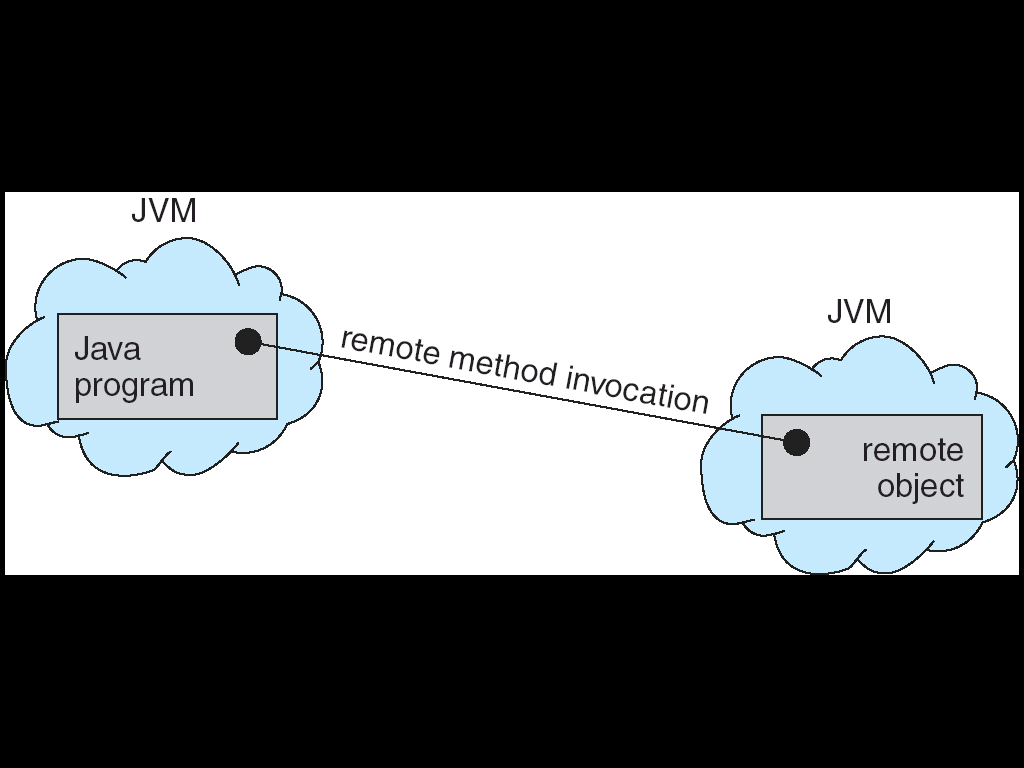 JVM
Java
program
remote method invocation
JVM
remote
object